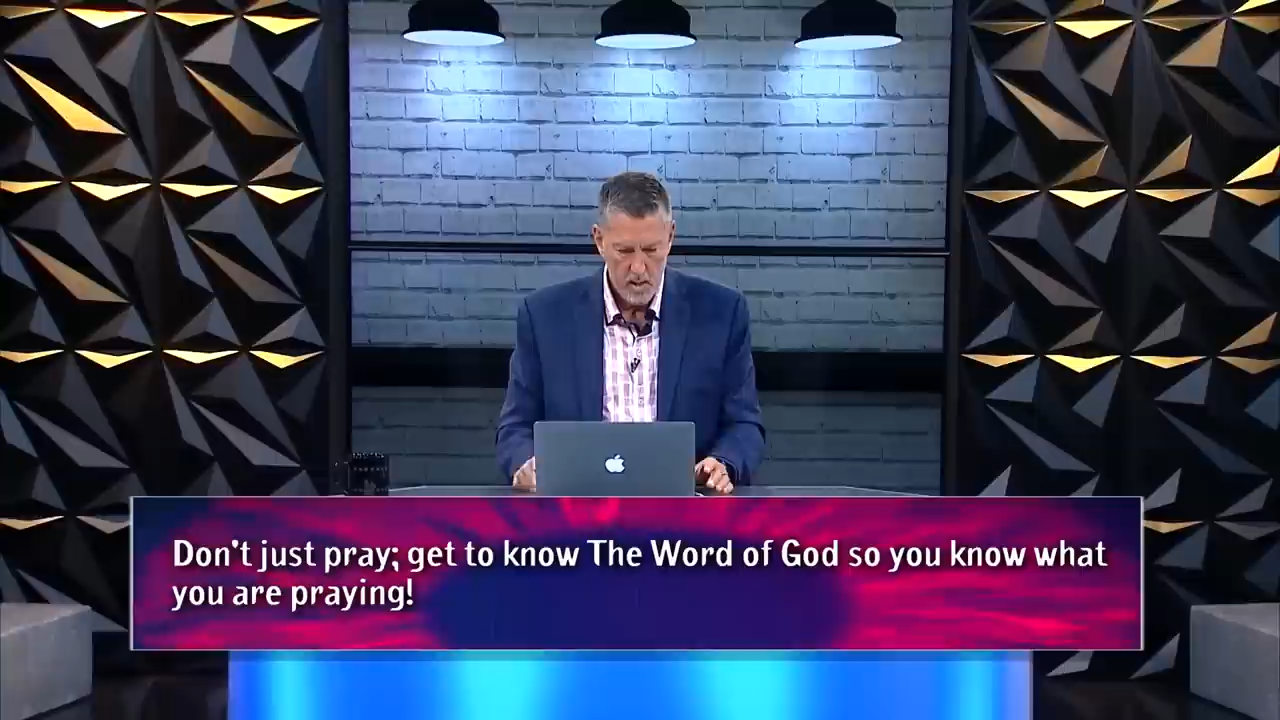 Don't just pray; get to know The Word of God so you know what
you are praying!